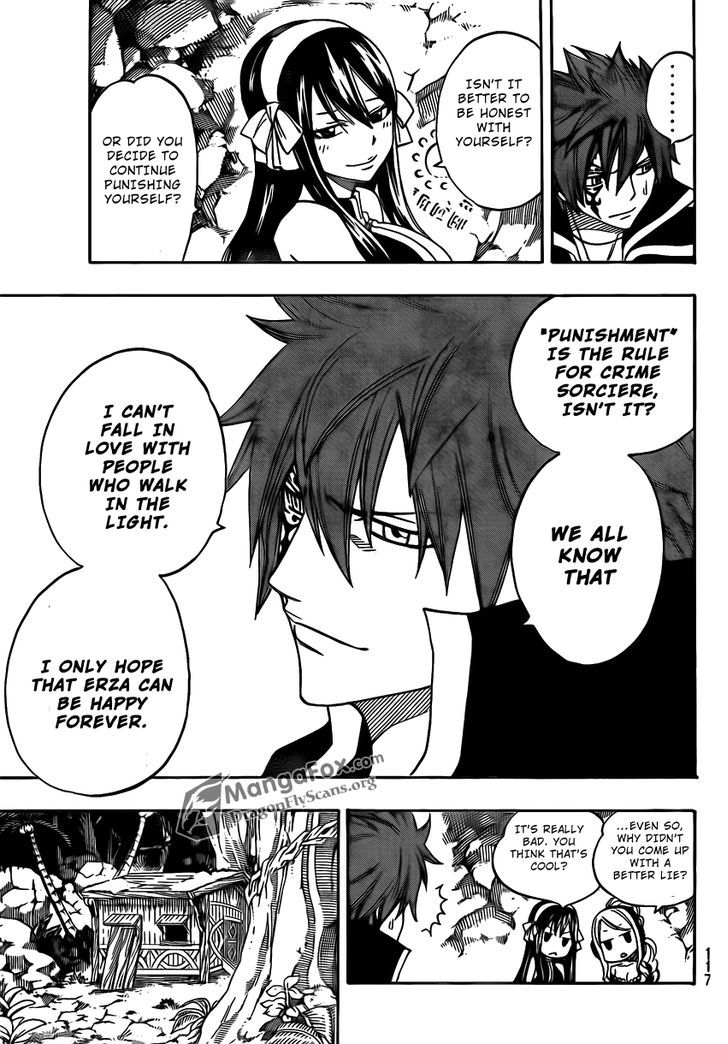 .......
ISN'T IT
BETTER TO
BE HONEST
WITH
YOURSELF?
OR DID YOU
DECIDE TO
CONTINUE
PUNISHING
YOURSELF?
"PUNISHMENT"
IS THE RULE
FOR CRIME
SORCIERE,
ISN'T IT?
WE ALL
KNOW
THAT
I CAN'T
FALL IN
LOVE WITH
PEOPLE
WHO WALK
IN THE
LIGHT.
I ONLY HOPE
THAT ERZA CAN
BE HAPPY
FOREVER.
MangaFox.com
DragonFlyScans.org
...EVEN SO,
WHY DIDN'T
YOU COME UP
WITH A
BETTER LIE?
IT'S REALLY
BAD. YOU
THINK THAT'S
COOL?
117